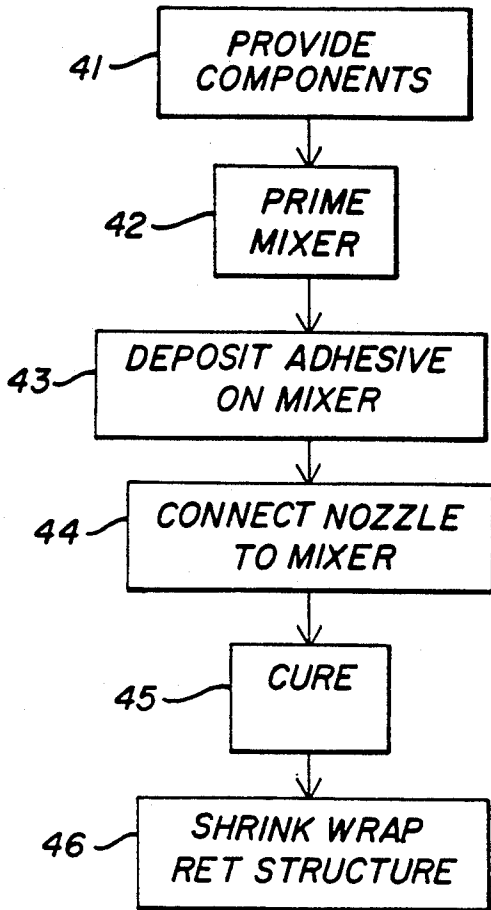 41
PROVIDE
COMPONENTS
42
PRIME
MIXER
43
DEPOSIT ADHESIVE
ON MIXER
44
CONNECT NOZZLE
TO MIXER
45
CURE
46
SHRINK WRAP
RET STRUCTURE